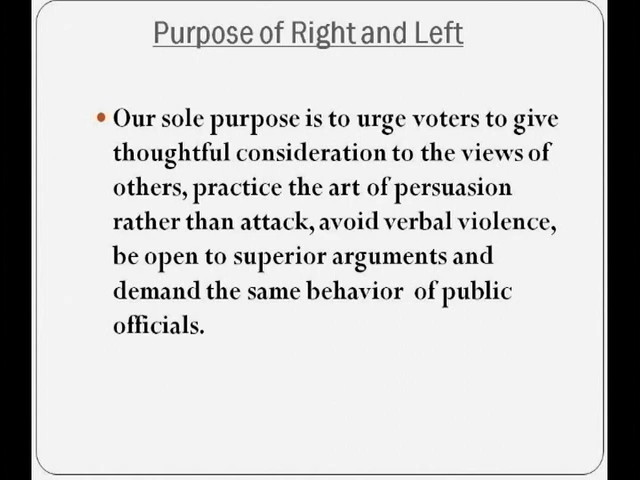 Purpose of Right and Left
• Our sole purpose is to urge voters to give
thoughtful consideration to the views of
others, practice the art of persuasion
rather than attack, avoid verbal violence,
be open to superior arguments and
demand the same behavior of public
officials.